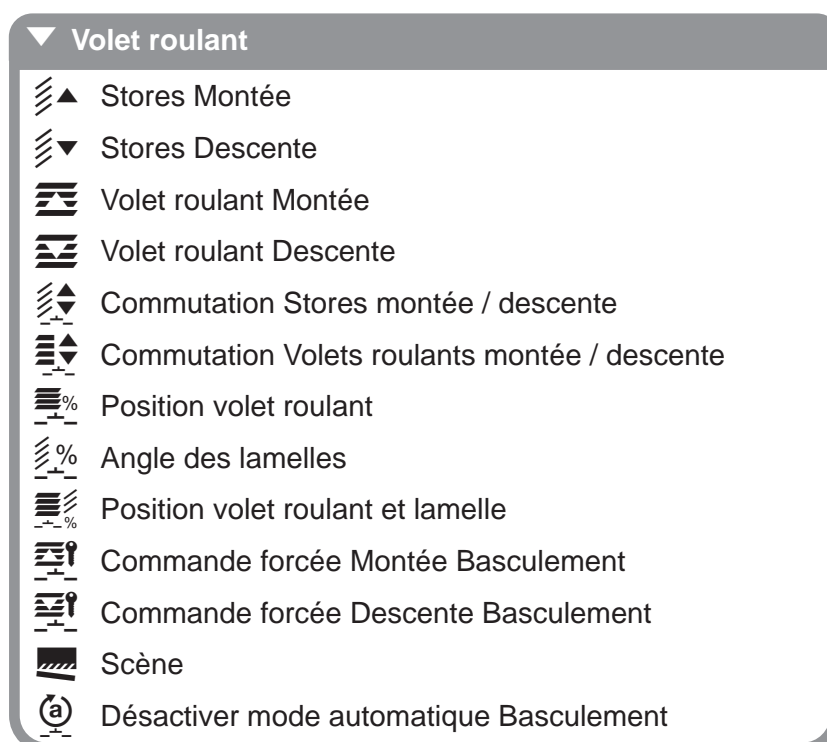 Volet roulant
Stores Montée
Stores Descente
Volet roulant Montée
Volet roulant Descente
Commutation Stores montée / descente
Commutation Volets roulants montée / descente
% Position volet roulant
% Angle des lamelles
% Position volet roulant et lamelle
Commande forcée Montée Basculement
Commande forcée Descente Basculement
Scène
a Désactiver mode automatique Basculement